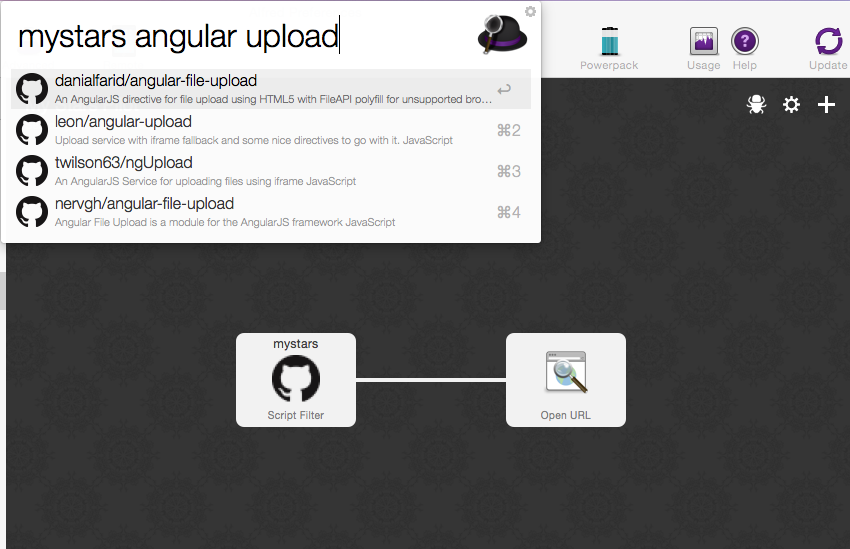 mystars angular upload
danialfarid/angular-file-upload
An AngularJS directive for file upload using HTML5 with FileAPI polyfill for unsupported bro…
leon/angular-upload
Upload service with iframe fallback and some nice directives to go with it. JavaScript
⌘2
twilson63/ngUpload
An AngularJS Service for uploading files using iframe JavaScript
⌘3
nervgh/angular-file-upload
Angular File Upload is a module for the AngularJS framework JavaScript
⌘4
Powerpack
Usage
Help
Update
mystars
Script Filter
Open URL